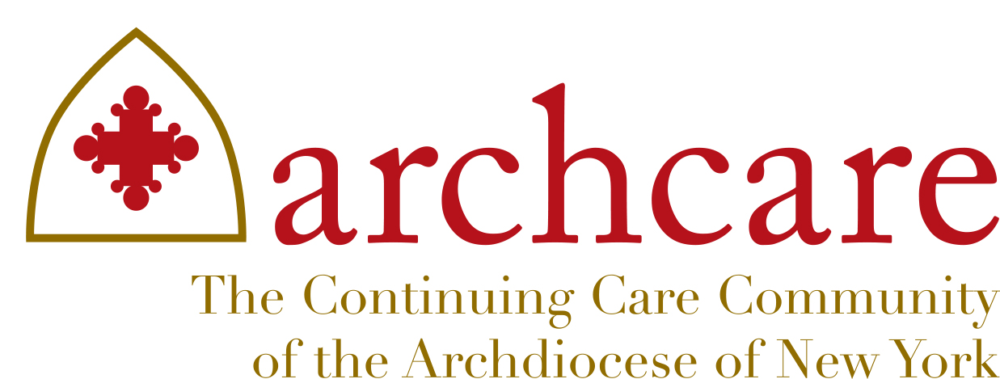 archcare
The Continuing Care Community
of the Archdiocese of New York